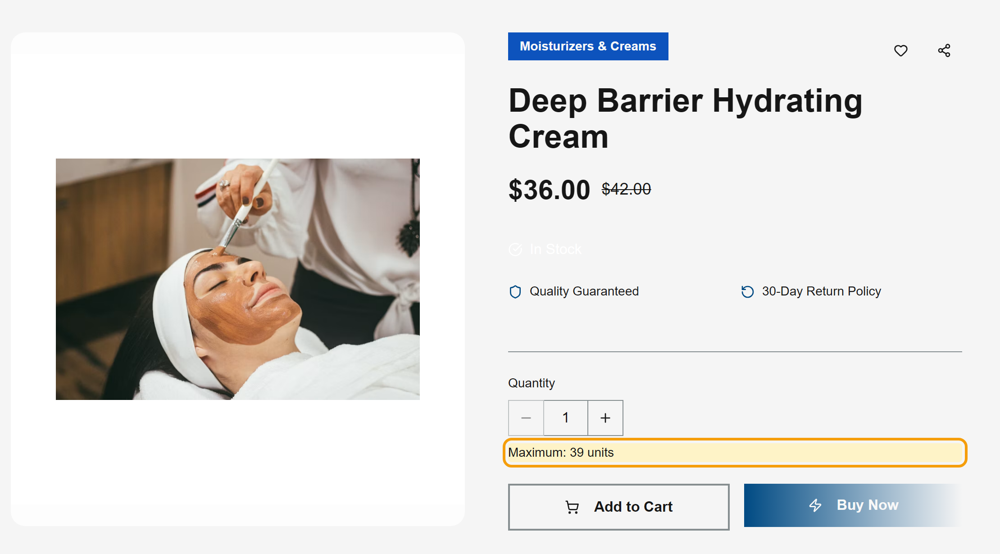 Moisturizers & Creams
Deep Barrier Hydrating
Cream
$36.00 $42.00
In Stock
Quality Guaranteed
30-Day Return Policy
Quantity
1
Maximum: 39 units
Add to Cart
Buy Now